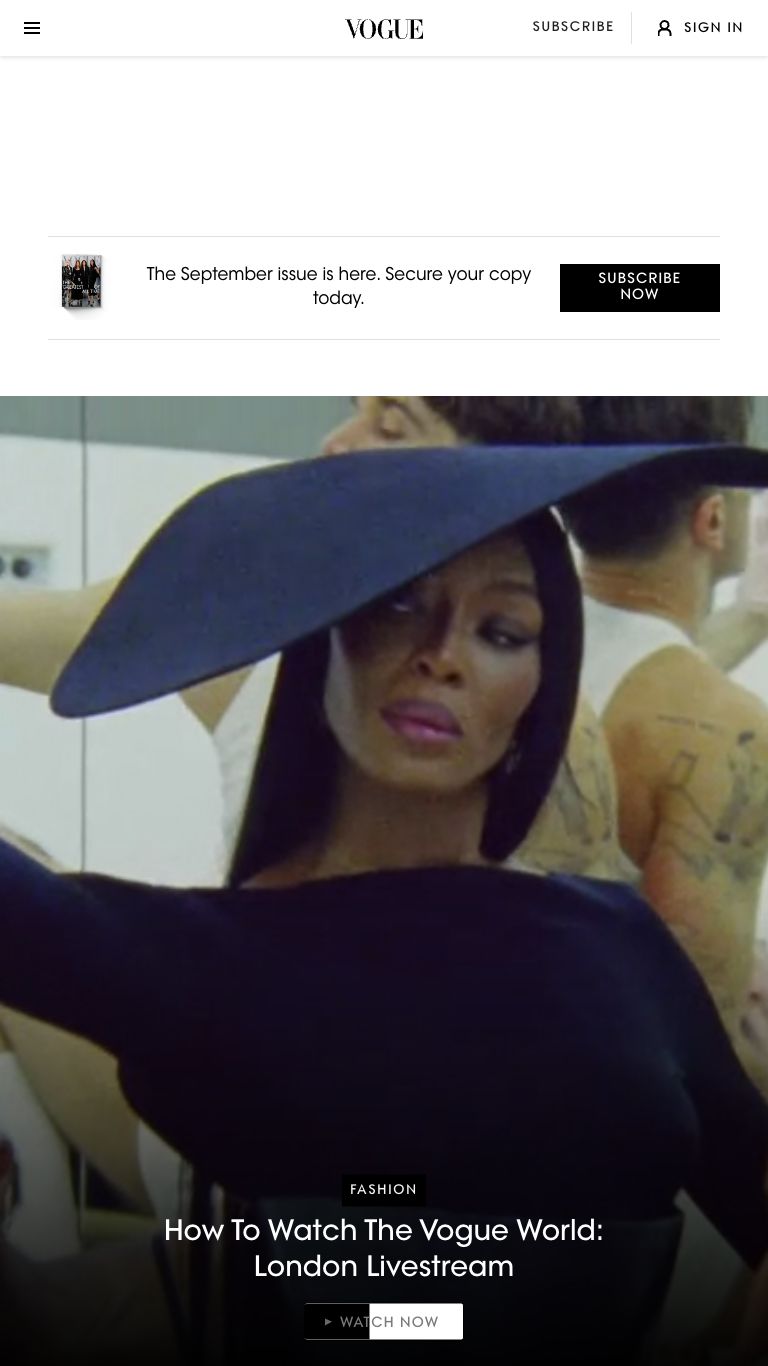 VOGUE
SUBSCRIBE
SIGN IN
The September issue is here. Secure your copy
today.
SUBSCRIBE
NOW
FASHION
How To Watch The Vogue World:
London Livestream
WATCH NOW